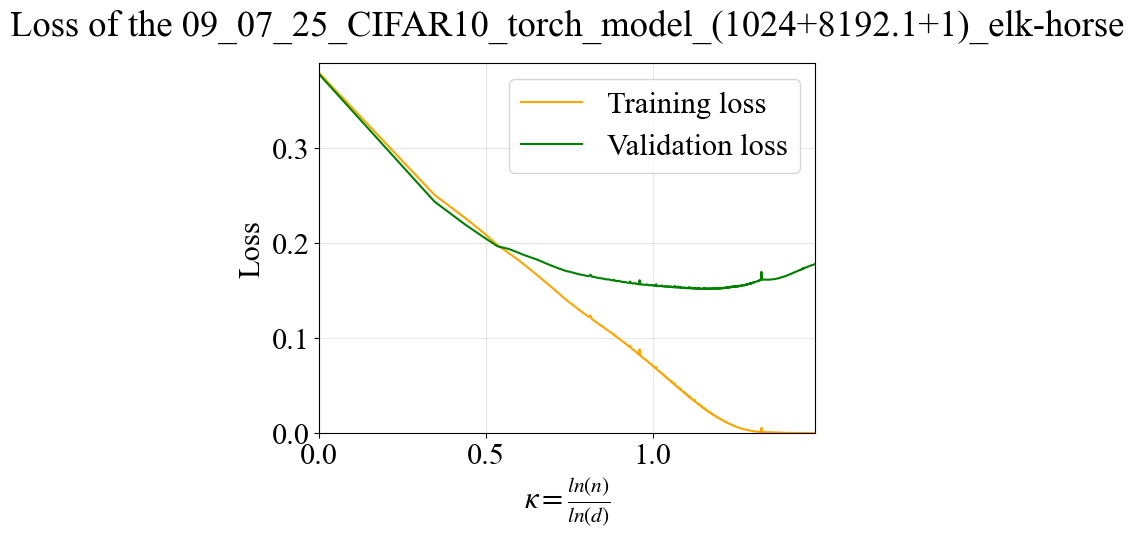 Loss of the 09_07_25_CIFAR10_torch_model_(1024+8192.1+1)_elk-horse
Training loss
Validation loss
Loss
0.3
0.2
0.1
0.0
0.0 0.5 1.0
κ = ln(n) / ln(d)